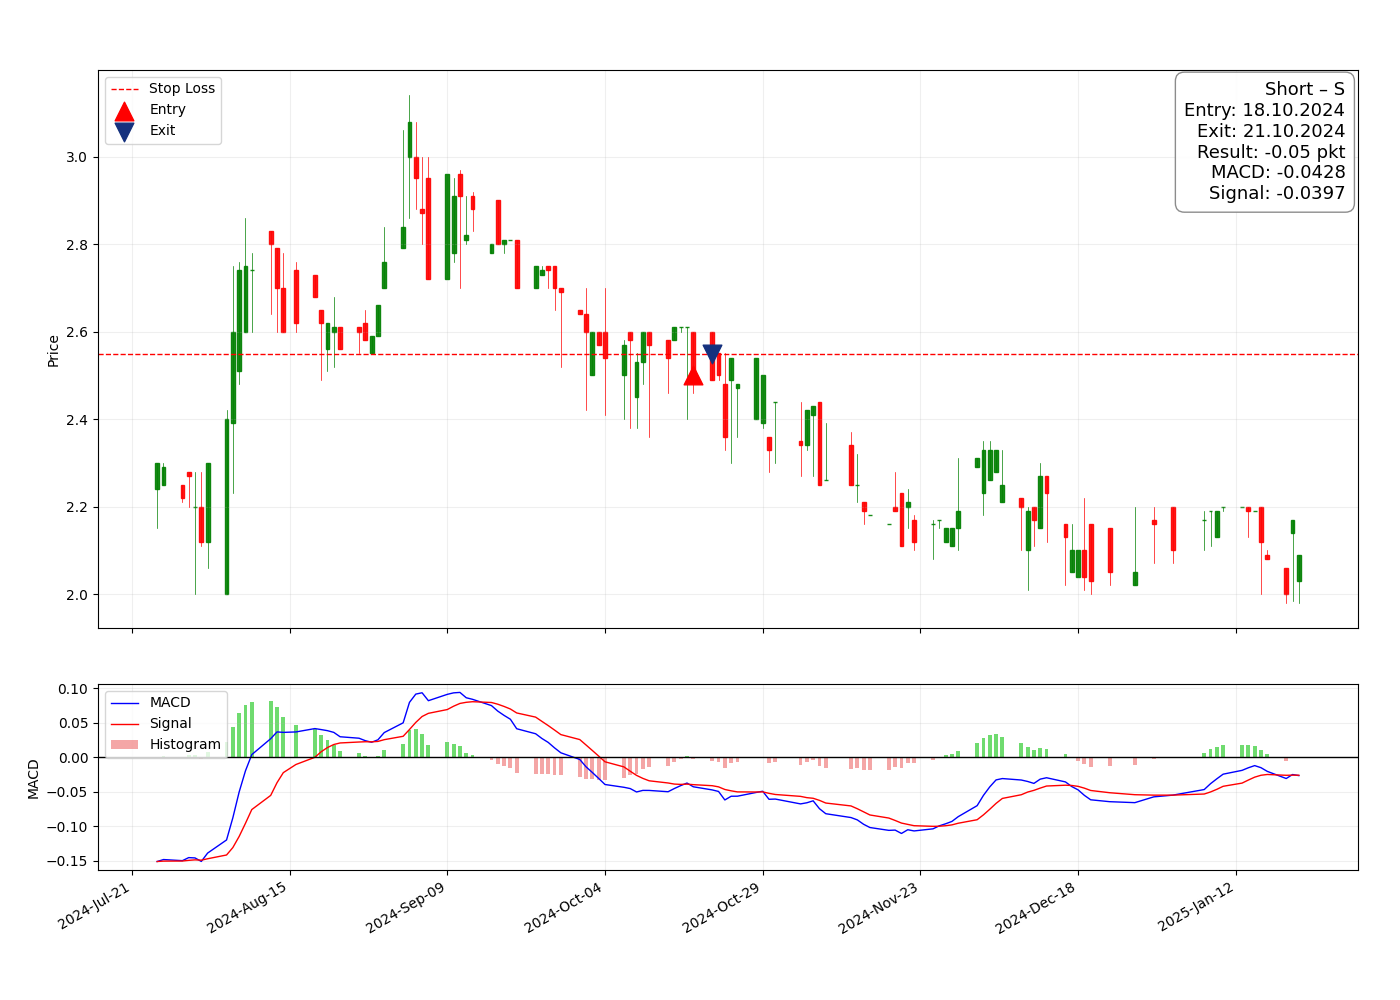 Stop Loss
Entry
Exit
Short – S
Entry: 18.10.2024
Exit: 21.10.2024
Result: -0.05 pkt
MACD: -0.0428
Signal: -0.0397
Price
3.0
2.8
2.6
2.4
2.2
2.0
MACD
Signal
Histogram
MACD
0.10
0.05
0.00
−0.05
−0.10
−0.15
2024-Jul-21
2024-Aug-15
2024-Sep-09
2024-Oct-04
2024-Oct-29
2024-Nov-23
2024-Dec-18
2025-Jan-12